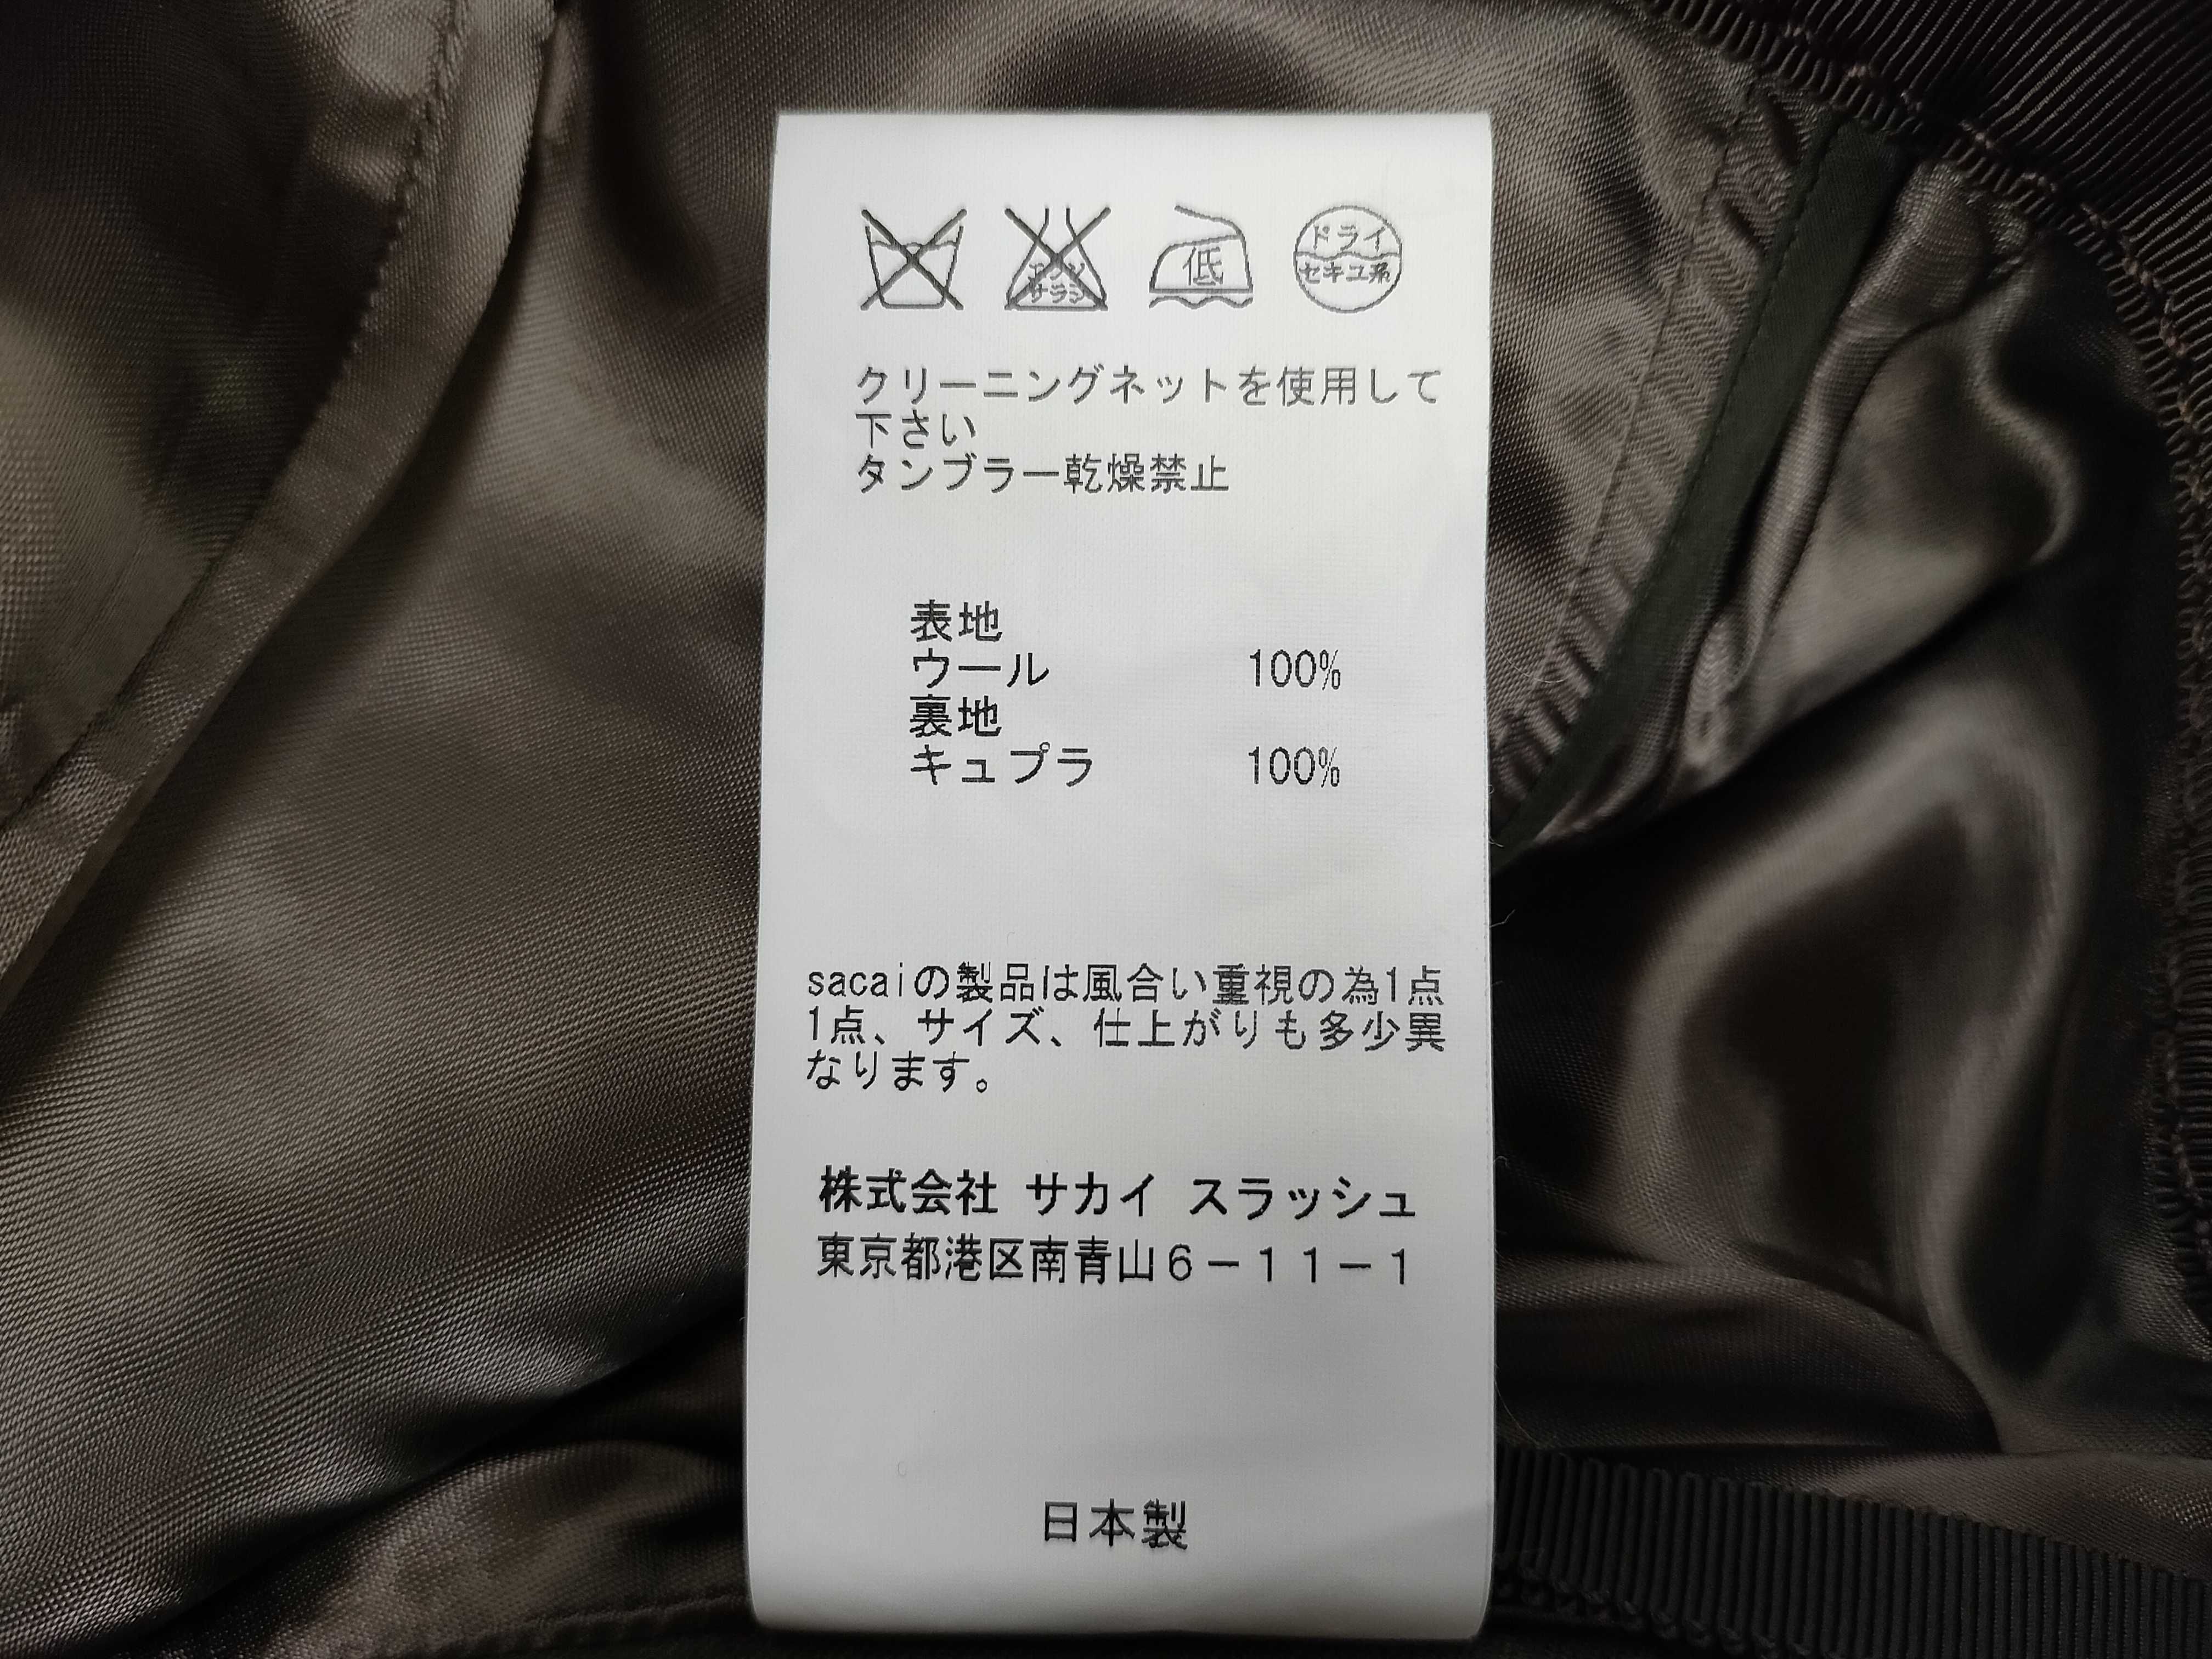 エンソ
サラシ
低
ドライ
セキユ系
クリーニングネットを使用して
下さい
タンブラー乾燥禁止
表地
ウール 100%
裏地
キュプラ 100%
sacaiの製品は風合い重視の為1点
1点、サイズ、仕上がりも多少異
なります。
株式会社 サカイ スラッシュ
東京都港区南青山6－11－1
日本製